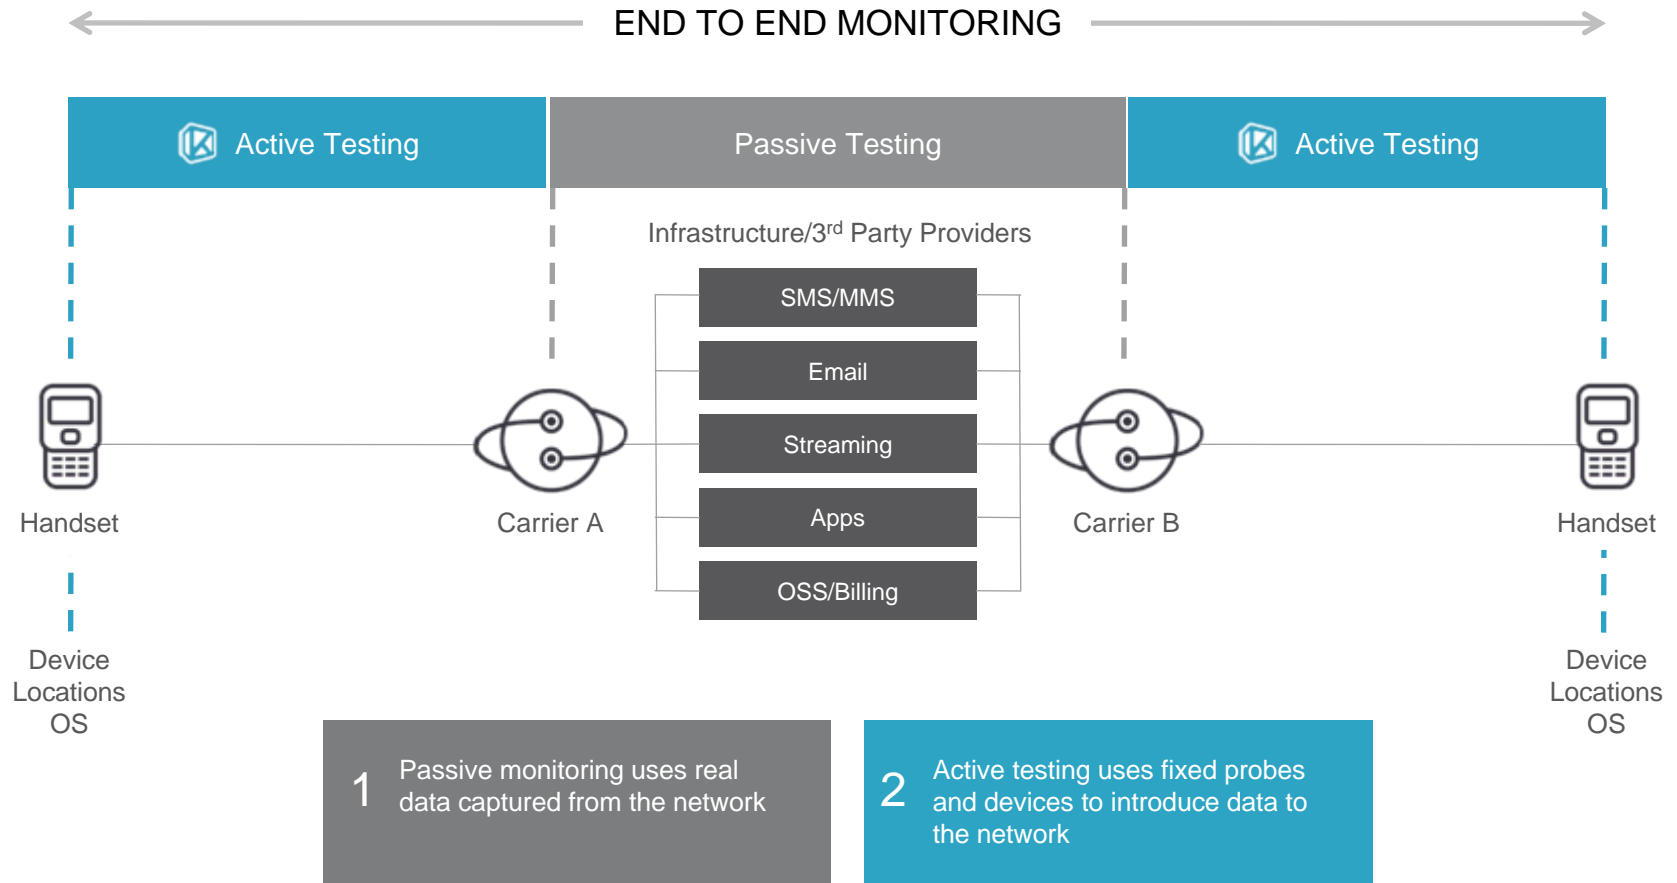 END TO END MONITORING
Active Testing
Passive Testing
Active Testing
Infrastructure/3rd Party Providers
SMS/MMS
Email
Streaming
Apps
OSS/Billing
Handset
Carrier A
Carrier B
Handset
Device
Locations
OS
Device
Locations
OS
1
Passive monitoring uses real
data captured from the network
2
Active testing uses fixed probes
and devices to introduce data to
the network